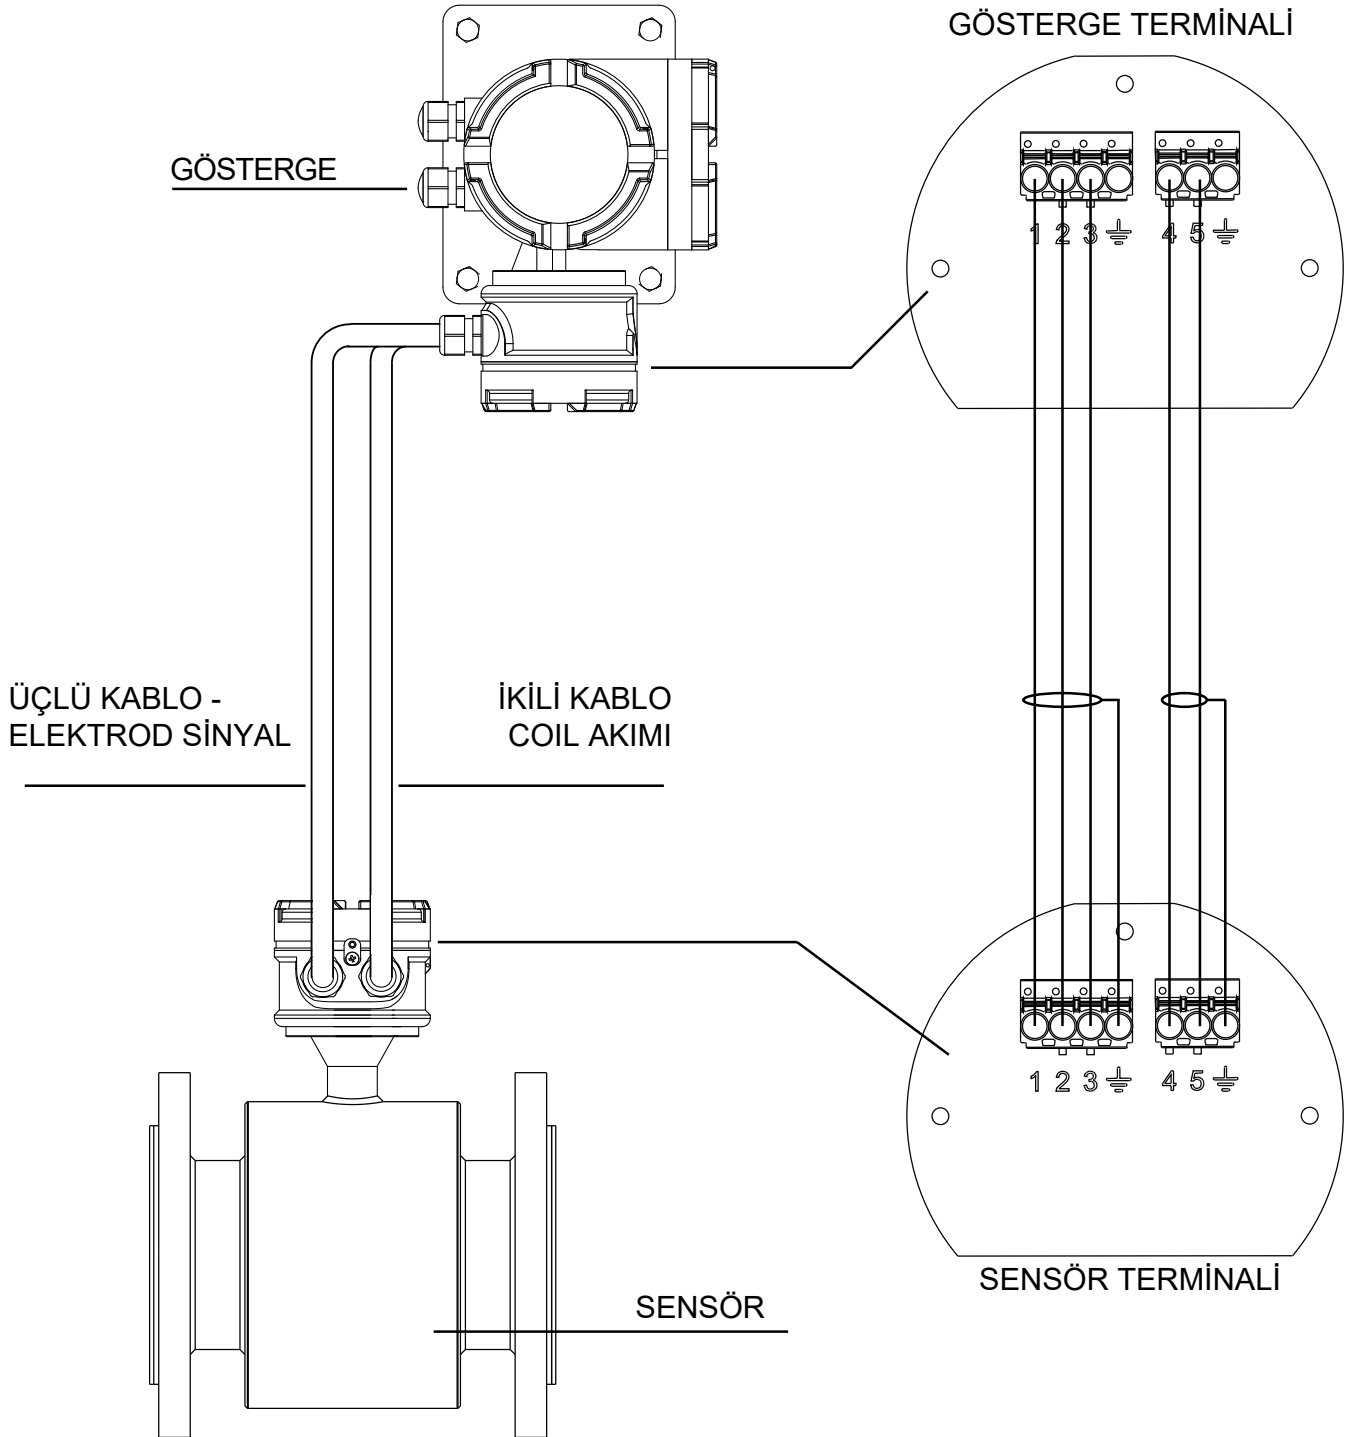 GÖSTERGE TERMİNALİ
GÖSTERGE
1 2 3 4 5
ÜÇLÜ KABLO -
ELEKTROD SİNYAL
İKİLİ KABLO
COIL AKIMI
1 2 3 4 5
SENSÖR TERMİNALİ
SENSÖR